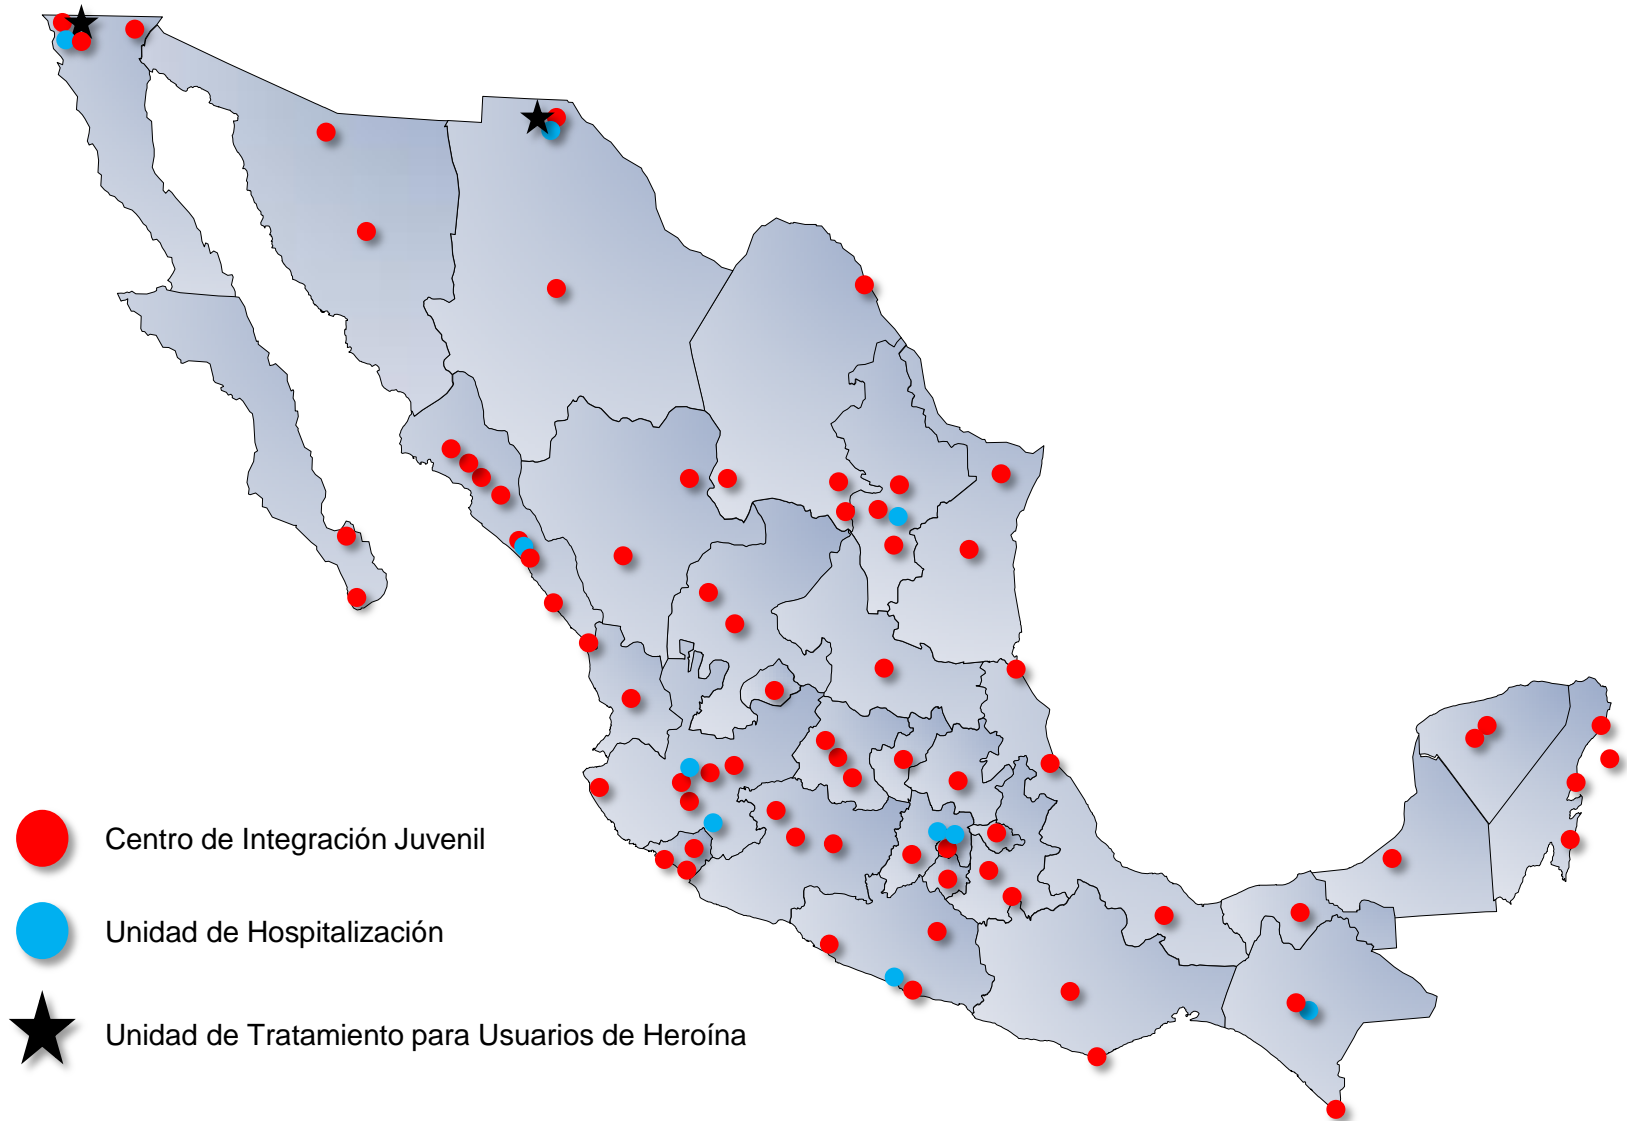 Centro de Integración Juvenil
Unidad de Hospitalización
Unidad de Tratamiento para Usuarios de Heroína